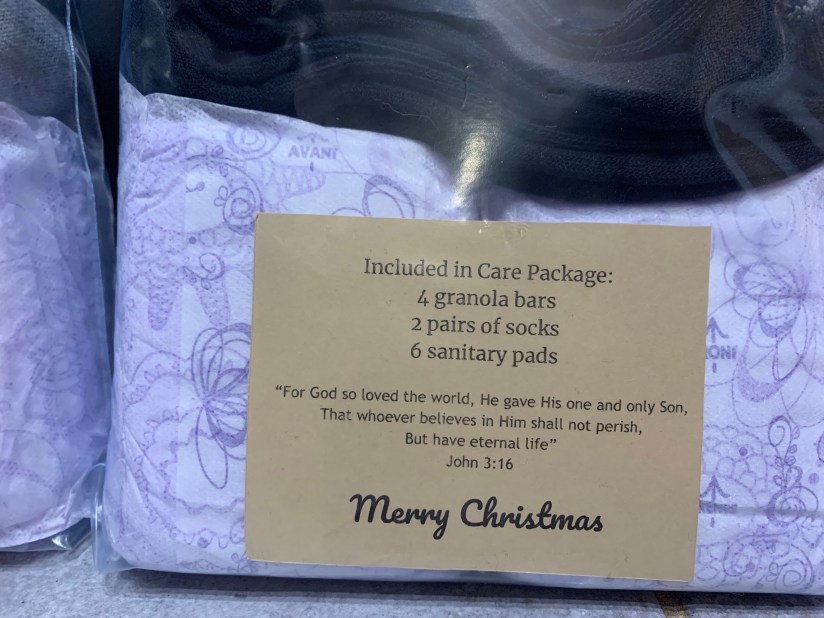 AVANT
Included in Care Package:
4 granola bars
2 pairs of socks
6 sanitary pads
“For God so loved the world, He gave His one and only Son,
That whoever believes in Him shall not perish,
But have eternal life”
John 3:16
Merry Christmas